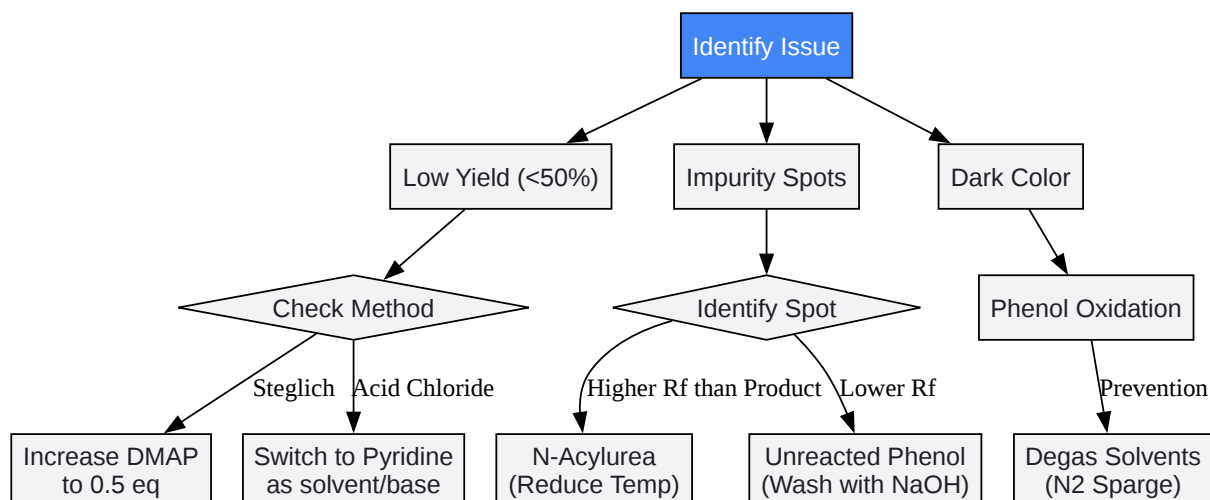 Identify Issue
Low Yield (<50%)
Impurity Spots
Dark Color
Check Method
Identify Spot
Phenol Oxidation
Steglich
Acid Chloride
Higher Rf than Product
Lower Rf
Prevention
Increase DMAP
to 0.5 eq
Switch to Pyridine
as solvent/base
N-Acylurea
(Reduce Temp)
Unreacted Phenol
(Wash with NaOH)
Degas Solvents
(N2 Sparge)